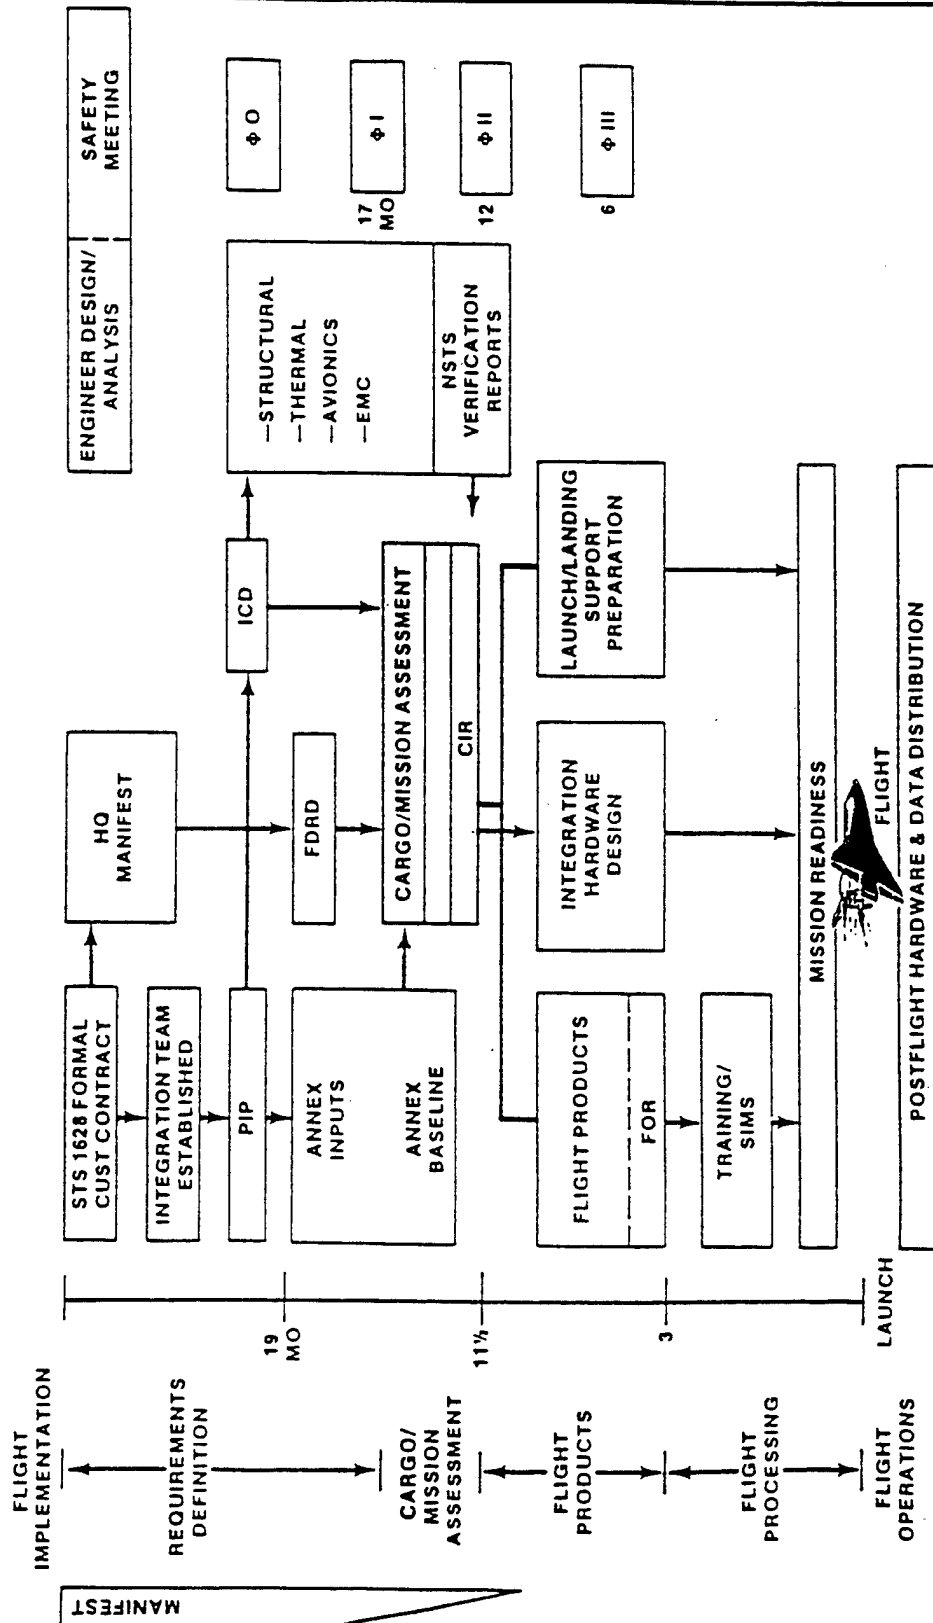 FLIGHT
IMPLEMENTATION
REQUIREMENTS
DEFINITION
CARGO/
MISSION
ASSESSMENT
FLIGHT
PRODUCTS
FLIGHT
PROCESSING
FLIGHT
OPERATIONS
MANIFEST
19
MO
11½
3
LAUNCH
STS 1628 FORMAL
CUST CONTRACT
INTEGRATION TEAM
ESTABLISHED
PIP
ANNEX
INPUTS
ANNEX
BASELINE
FLIGHT PRODUCTS
FOR
TRAINING/
SIMS
HQ
MANIFEST
FDRD
CARGO/MISSION ASSESSMENT
CIR
INTEGRATION
HARDWARE
DESIGN
ICD
LAUNCH/LANDING
SUPPORT
PREPARATION
MISSION READINESS
FLIGHT
POSTFLIGHT HARDWARE & DATA DISTRIBUTION
ENGINEER DESIGN/
ANALYSIS
—STRUCTURAL
—THERMAL
—AVIONICS
—EMC
NSTS
VERIFICATION
REPORTS
SAFETY
MEETING
Φ O
17
MO
Φ I
12
Φ II
6
Φ III